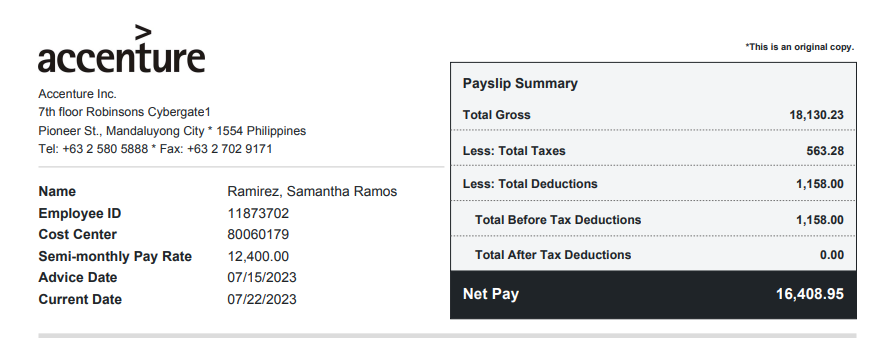 >
accenture
*This is an original copy.
Accenture Inc.
7th floor Robinsons Cybergate1
Pioneer St., Mandaluyong City * 1554 Philippines
Tel: +63 2 580 5888 * Fax: +63 2 702 9171
Name Ramirez, Samantha Ramos
Employee ID 11873702
Cost Center 80060179
Semi-monthly Pay Rate 12,400.00
Advice Date 07/15/2023
Current Date 07/22/2023
Payslip Summary
Total Gross 18,130.23
Less: Total Taxes 563.28
Less: Total Deductions 1,158.00
Total Before Tax Deductions 1,158.00
Total After Tax Deductions 0.00
Net Pay 16,408.95